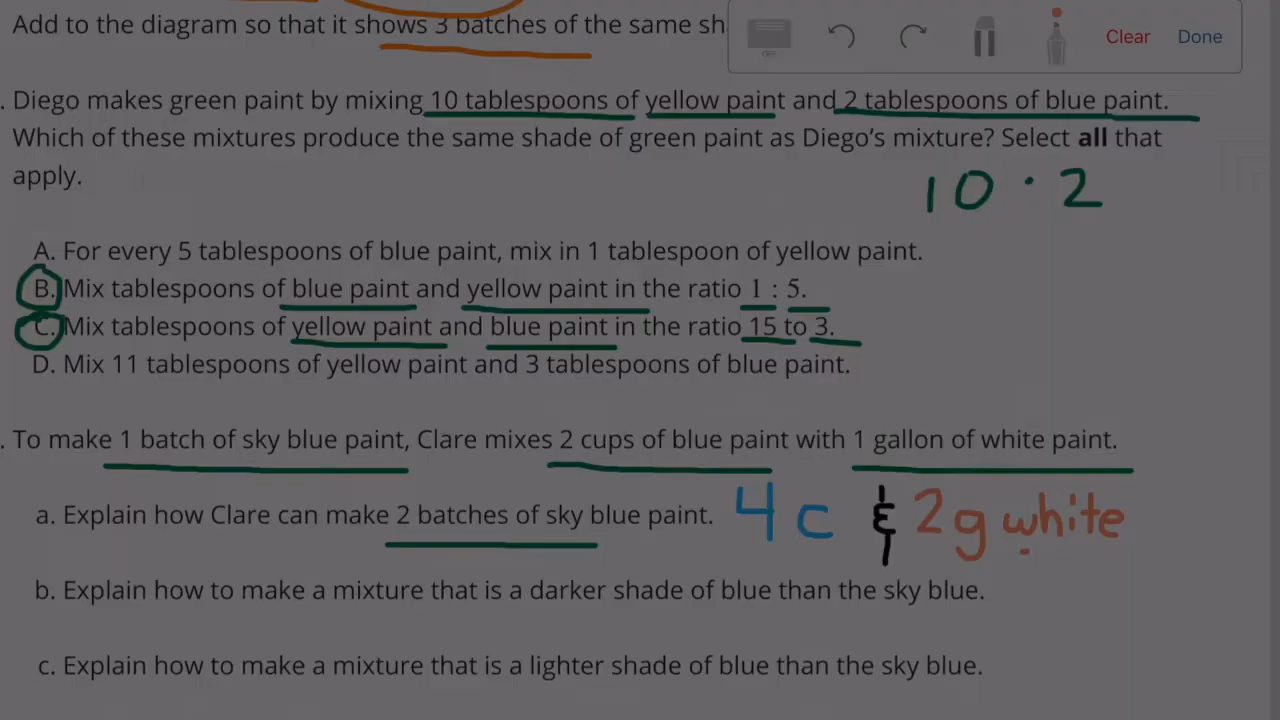 Add to the diagram so that it shows 3 batches of the same sh
OFF
Clear Done
. Diego makes green paint by mixing 10 tablespoons of yellow paint and 2 tablespoons of blue paint.
Which of these mixtures produce the same shade of green paint as Diego's mixture? Select all that
apply.
10 · 2
A. For every 5 tablespoons of blue paint, mix in 1 tablespoon of yellow paint.
B. Mix tablespoons of blue paint and yellow paint in the ratio 1 : 5.
C. Mix tablespoons of yellow paint and blue paint in the ratio 15 to 3.
D. Mix 11 tablespoons of yellow paint and 3 tablespoons of blue paint.
. To make 1 batch of sky blue paint, Clare mixes 2 cups of blue paint with 1 gallon of white paint.
a. Explain how Clare can make 2 batches of sky blue paint. 4 c & 2g white
b. Explain how to make a mixture that is a darker shade of blue than the sky blue.
c. Explain how to make a mixture that is a lighter shade of blue than the sky blue.